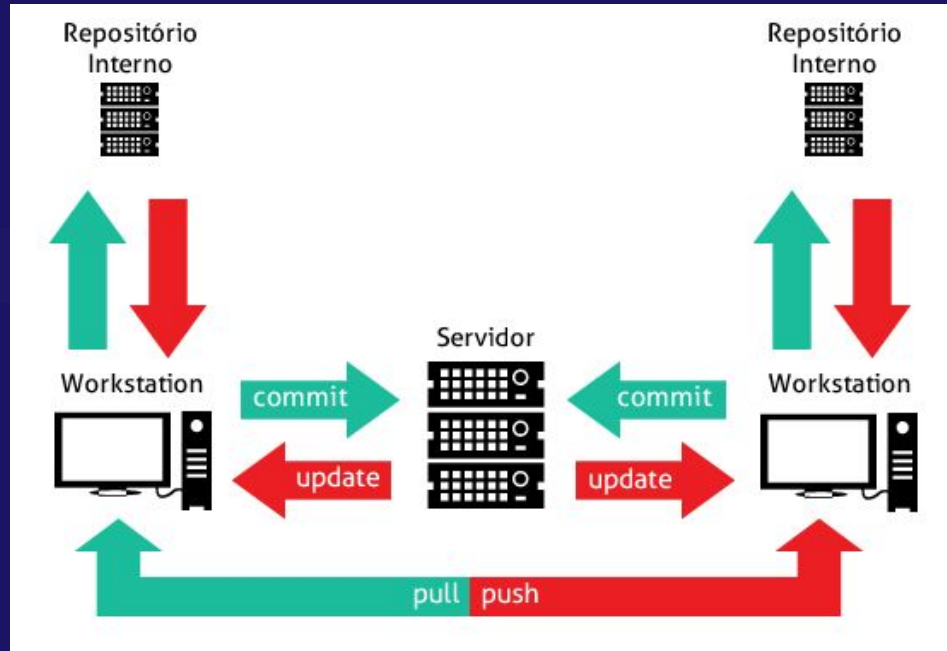 Repositório
Interno
Repositório
Interno
Servidor
Workstation
commit
commit
Workstation
update
update
pull push